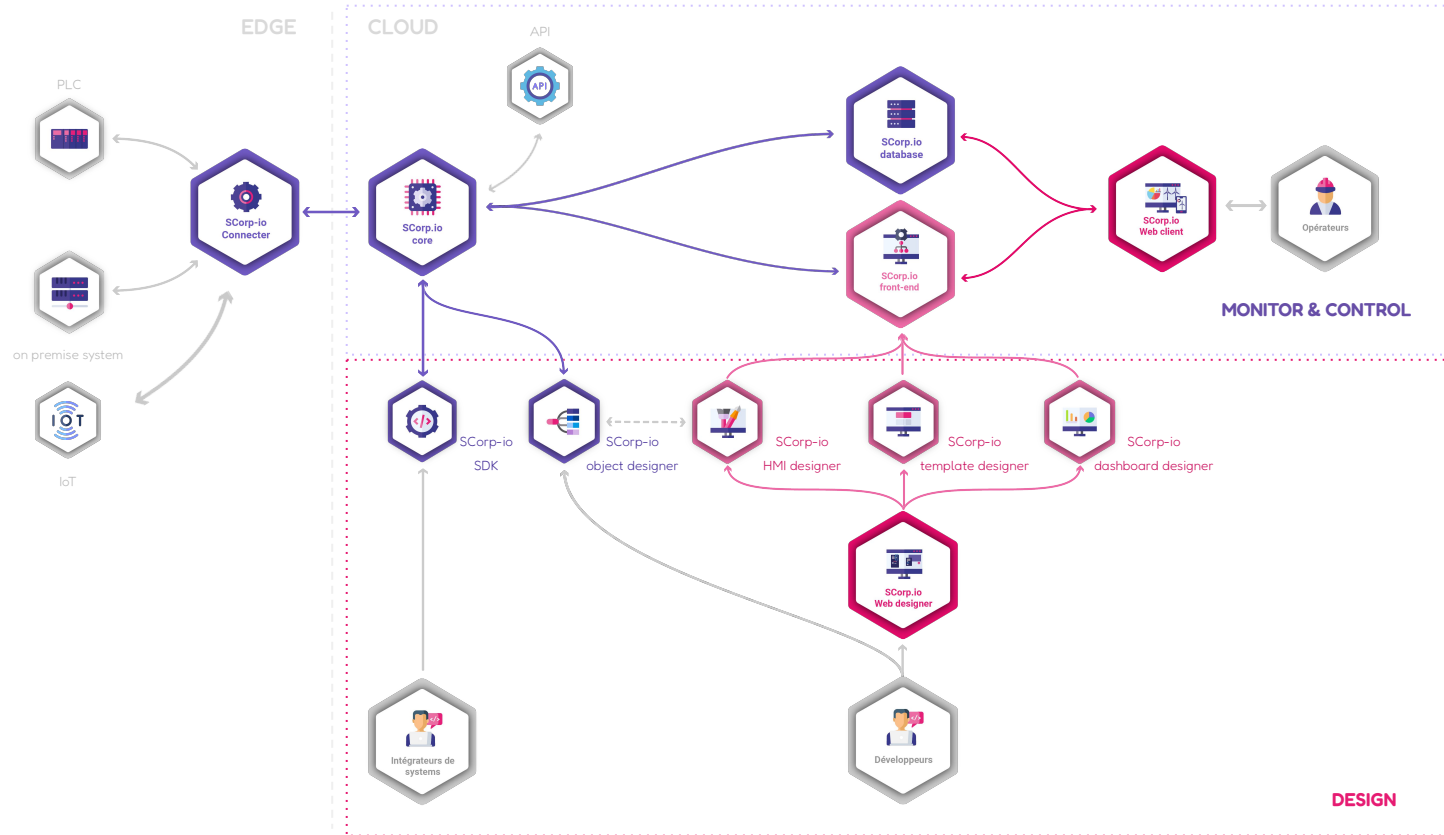 EDGE
CLOUD
API
API
PLC
SCorp.io
database
SCorp-io
Connecter
SCorp.io
core
SCorp.io
Web client
Opérateurs
SCorp.io
front-end
MONITOR & CONTROL
on premise system
IOT
IoT
SCorp-io
SDK
SCorp-io
object designer
SCorp-io
HMI designer
SCorp-io
template designer
SCorp-io
dashboard designer
SCorp.io
Web designer
Intégrateurs de
systems
Développeurs
DESIGN